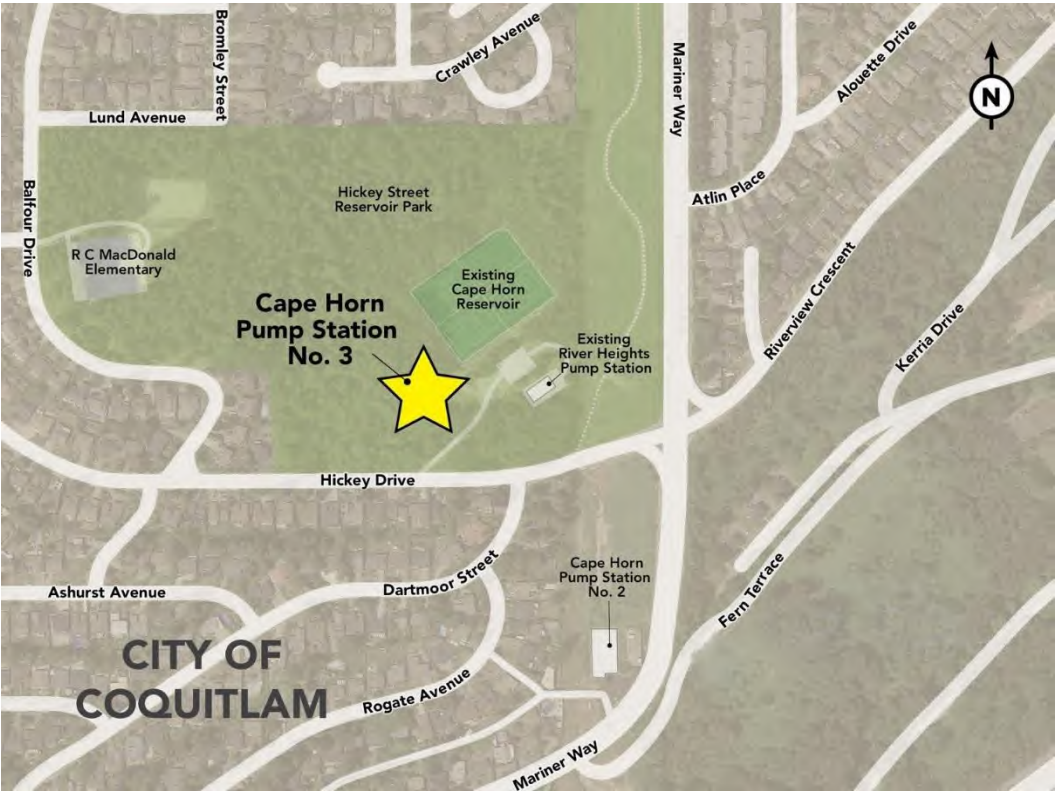 Bromley Street
Crawley Avenue
Mariner Way
Alouette Drive
N
Lund Avenue
Balfour Drive
Hickey Street
Reservoir Park
Atlin Place
R C MacDonald
Elementary
Existing
Cape Horn
Reservoir
Cape Horn
Pump Station
No. 3
Existing
River Heights
Pump Station
Riverview Crescent
Kerria Drive
Hickey Drive
Cape Horn
Pump Station
No. 2
Ashurst Avenue
Dartmoor Street
Fern Terrace
CITY OF
COQUITLAM
Rogate Avenue
Mariner Way